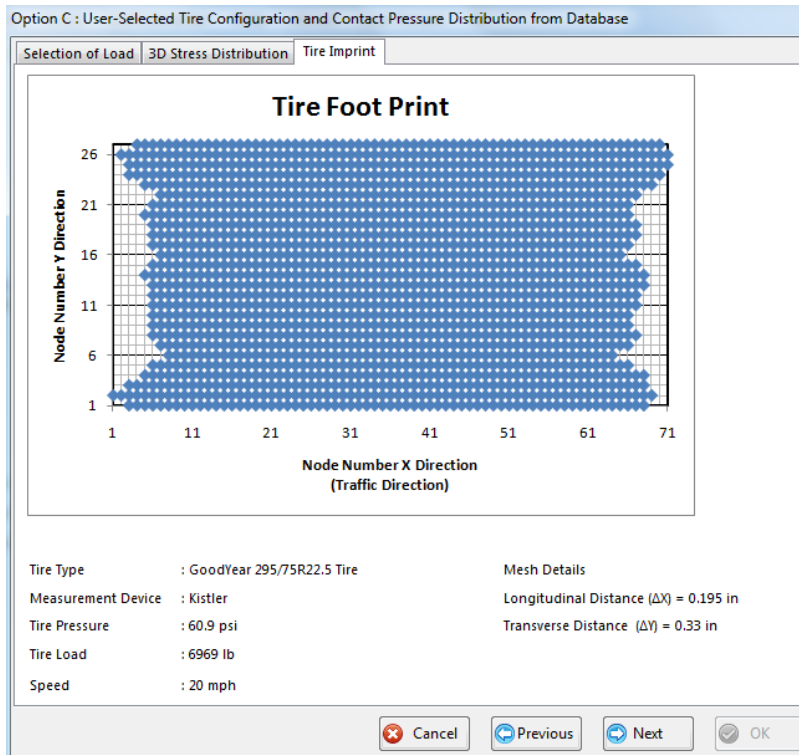 Option C : User-Selected Tire Configuration and Contact Pressure Distribution from Database
Selection of Load 3D Stress Distribution Tire Imprint
Tire Foot Print
Node Number Y Direction
26
21
16
11
6
1
1 11 21 31 41 51 61 71
Node Number X Direction
(Traffic Direction)
Tire Type : GoodYear 295/75R22.5 Tire Mesh Details
Measurement Device : Kistler Longitudinal Distance (ΔX) = 0.195 in
Tire Pressure : 60.9 psi Transverse Distance (ΔY) = 0.33 in
Tire Load : 6969 lb
Speed : 20 mph
Cancel Previous Next OK